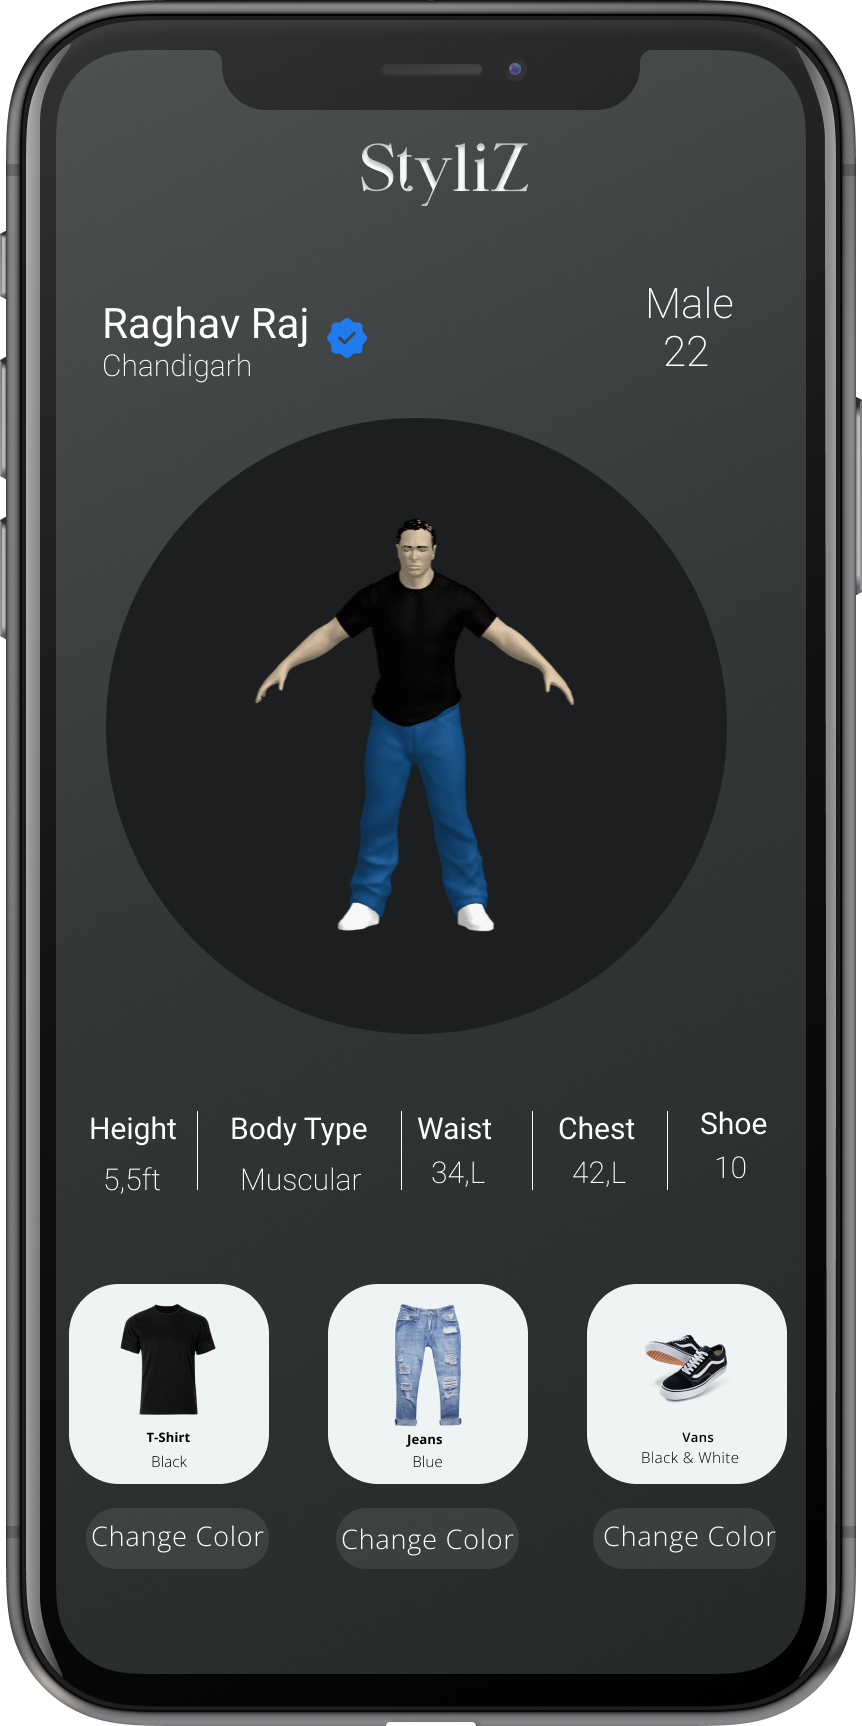 StyliZ
Raghav Raj
Chandigarh
Male
22
Height
5,5ft
Body Type
Muscular
Waist
34,L
Chest
42,L
Shoe
10
T-Shirt
Black
Jeans
Blue
Vans
Black & White
Change Color
Change Color
Change Color